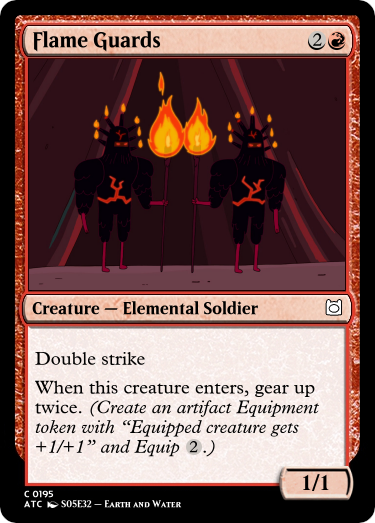 Flame Guards 2
Creature — Elemental Soldier
Double strike
When this creature enters, gear up
twice. (Create an artifact Equipment
token with “Equipped creature gets
+1/+1” and Equip 2.)
1/1
C 0195
ATC S05E32 – Earth and Water